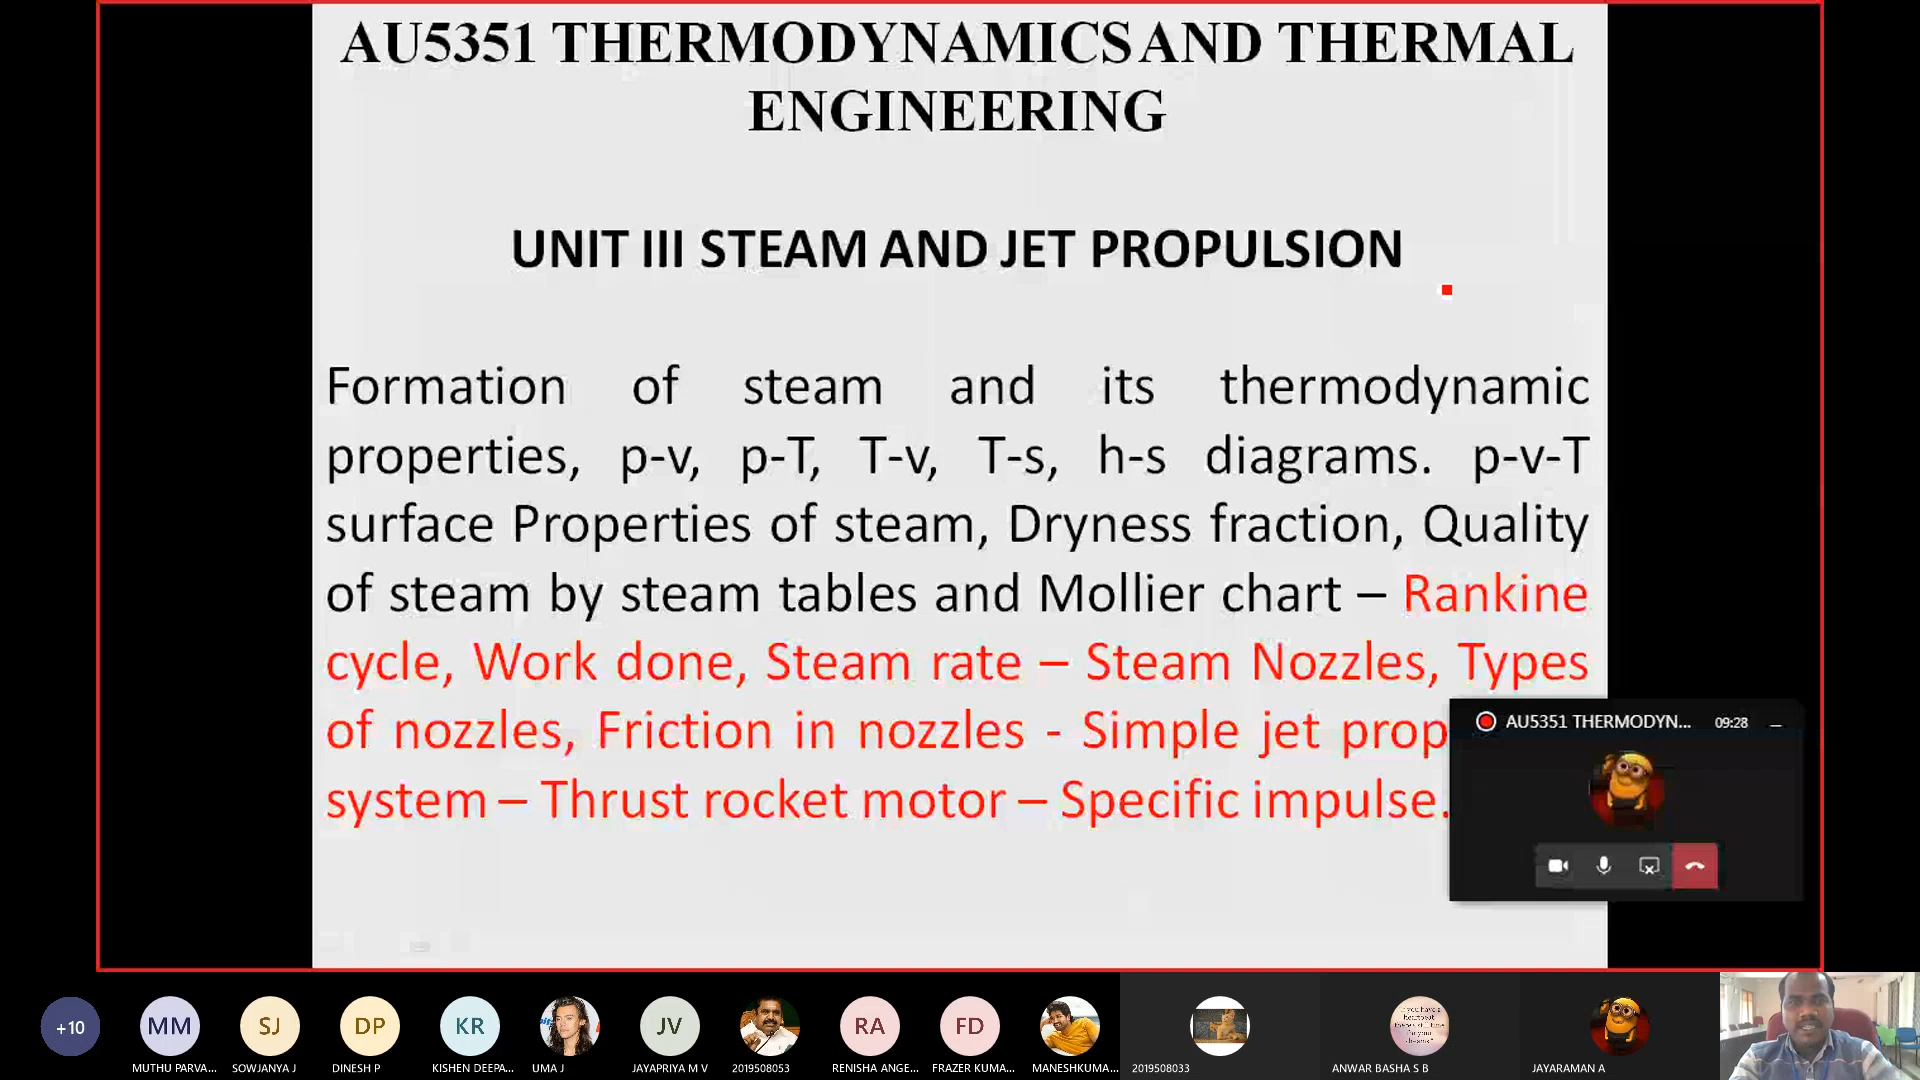 AU5351 THERMODYNAMICS AND THERMAL
ENGINEERING
UNIT III STEAM AND JET PROPULSION
Formation of steam and its thermodynamic
properties, p-v, p-T, T-v, T-s, h-s diagrams. p-v-T
surface Properties of steam, Dryness fraction, Quality
of steam by steam tables and Mollier chart – Rankine
cycle, Work done, Steam rate – Steam Nozzles, Types
of nozzles, Friction in nozzles - Simple jet prop
system – Thrust rocket motor – Specific impulse.
AU5351 THERMODYN... 09:28
+10 MM SJ DP KR JV RA FD
MUTHU PARVA... SOWJANYA J DINESH P KISHEN DEEPA... UMA J JAYAPRIYA M V 2019508053 RENISHA ANGE... FRAZER KUMA... MANESHKUMA... 2019508033 ANWAR BASHA S B JAYARAMAN A